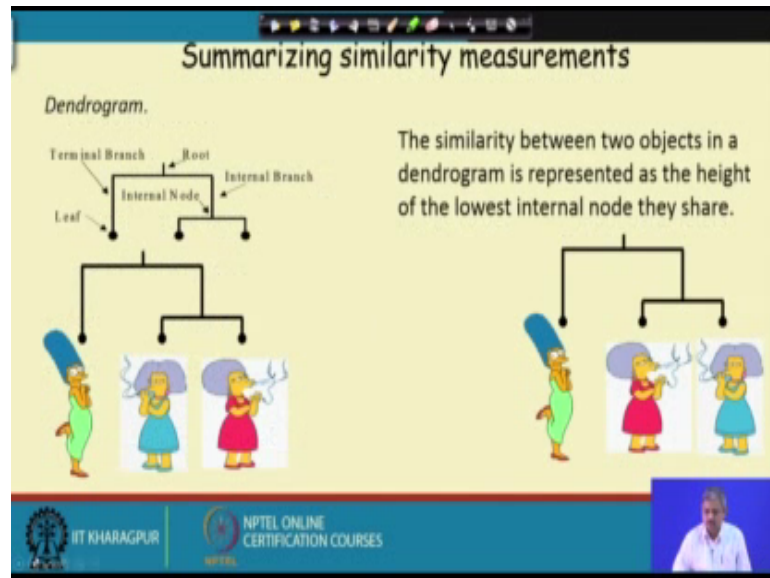 Summarizing similarity measurements
Dendrogram.
Terminal Branch
Root
Internal Branch
Internal Node
Leaf
The similarity between two objects in a
dendrogram is represented as the height
of the lowest internal node they share.
IIT KHARAGPUR
NPTEL ONLINE
CERTIFICATION COURSES
NPTEL